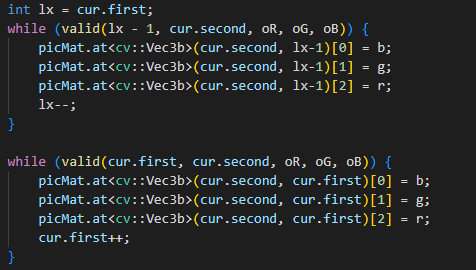 int lx = cur.first;
while (valid(lx - 1, cur.second, oR, oG, oB)) {
    picMat.at<cv::Vec3b>(cur.second, lx-1)[0] = b;
    picMat.at<cv::Vec3b>(cur.second, lx-1)[1] = g;
    picMat.at<cv::Vec3b>(cur.second, lx-1)[2] = r;
    lx--;
}

while (valid(cur.first, cur.second, oR, oG, oB)) {
    picMat.at<cv::Vec3b>(cur.second, cur.first)[0] = b;
    picMat.at<cv::Vec3b>(cur.second, cur.first)[1] = g;
    picMat.at<cv::Vec3b>(cur.second, cur.first)[2] = r;
    cur.first++;
}